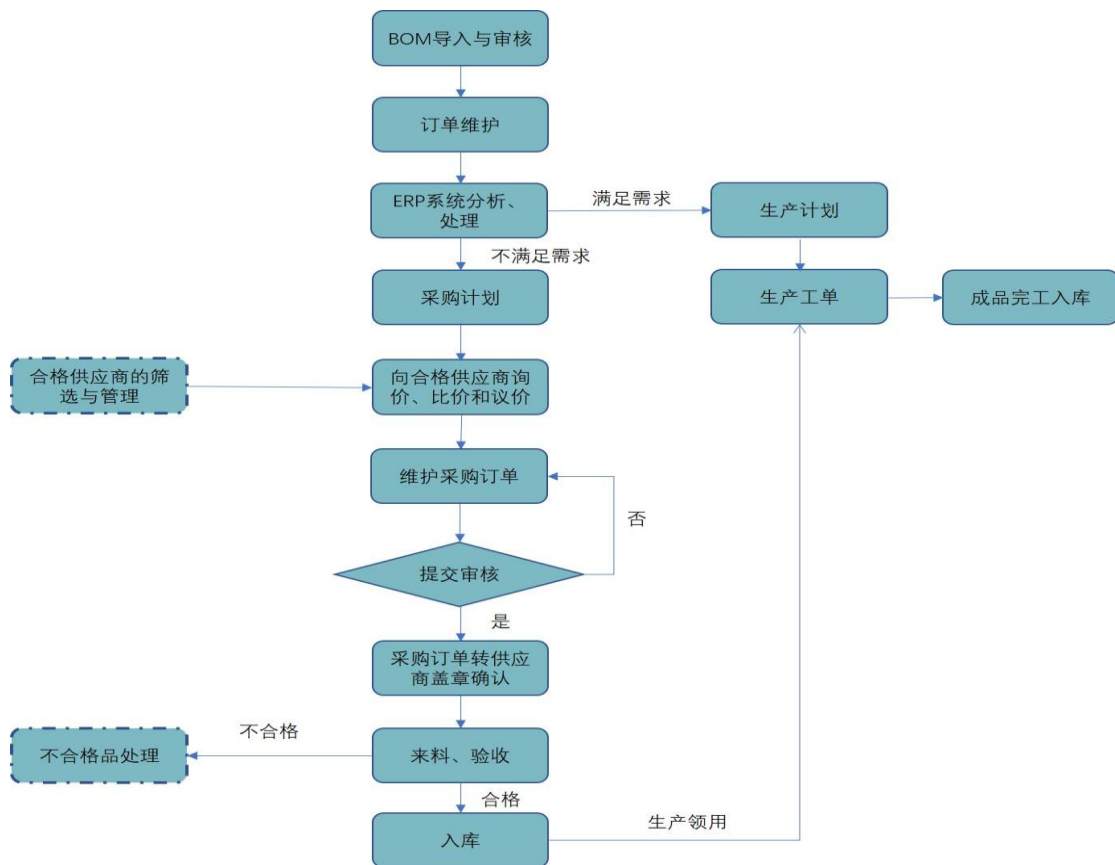 BOM导入与审核
订单维护
ERP系统分析、
处理
满足需求
生产计划
不满足需求
采购计划
生产工单
成品完工入库
合格供应商的筛
选与管理
向合格供应商询
价、比价和议价
维护采购订单
否
提交审核
是
采购订单转供应
商盖章确认
不合格
不合格品处理
来料、验收
合格
入库
生产领用